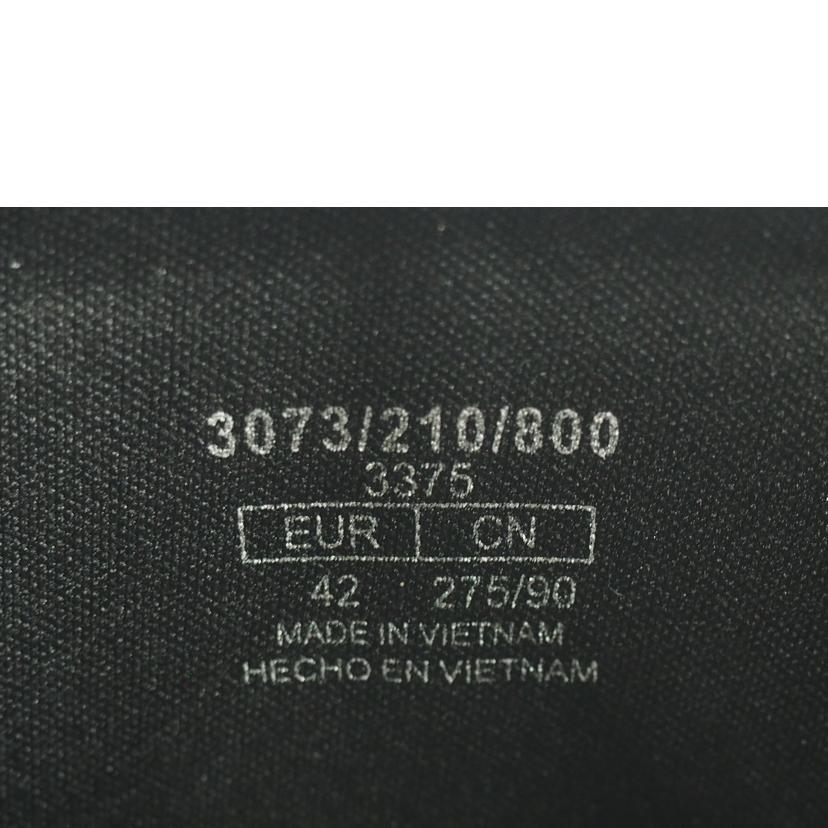 3073/210/800
3375
EUR CN
42 275/90
MADE IN VIETNAM
HECHO EN VIETNAM